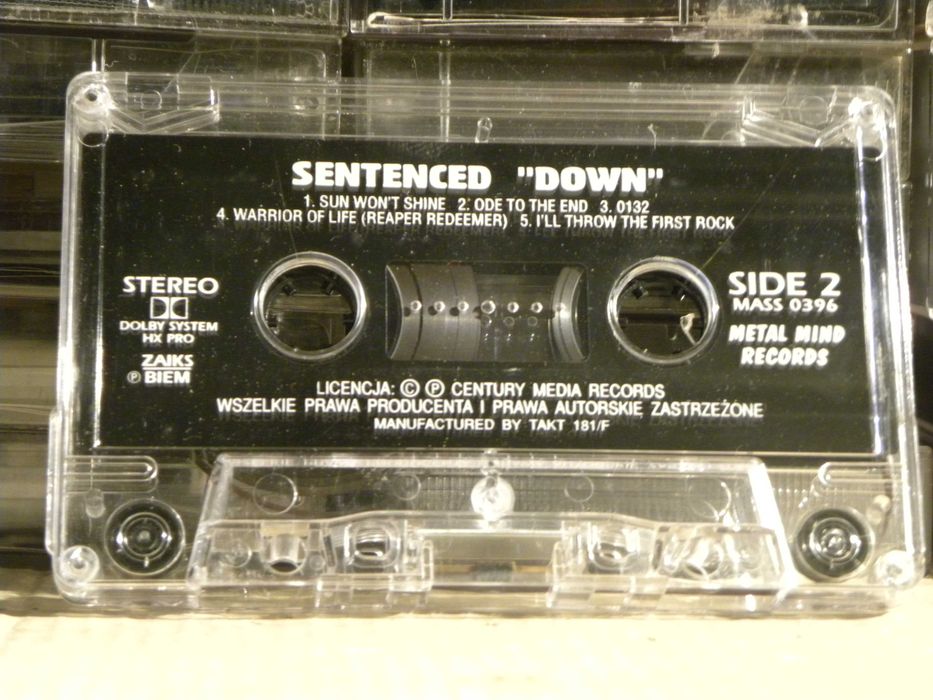 SENTENCED "DOWN"
1. SUN WON'T SHINE 2. ODE TO THE END 3. 0132
4. WARRIOR OF LIFE (REAPER REDEEMER) 5. I'LL THROW THE FIRST ROCK
STEREO
DOLBY SYSTEM
HX PRO
ZAIKS
Ⓟ BIEM
SIDE 2
MASS 0396
METAL MIND
RECORDS
LICENCJA: © Ⓟ CENTURY MEDIA RECORDS
WSZELKIE PRAWA PRODUCENTA I PRAWA AUTORSKIE ZASTRZEŻONE
MANUFACTURED BY TAKT 181/F